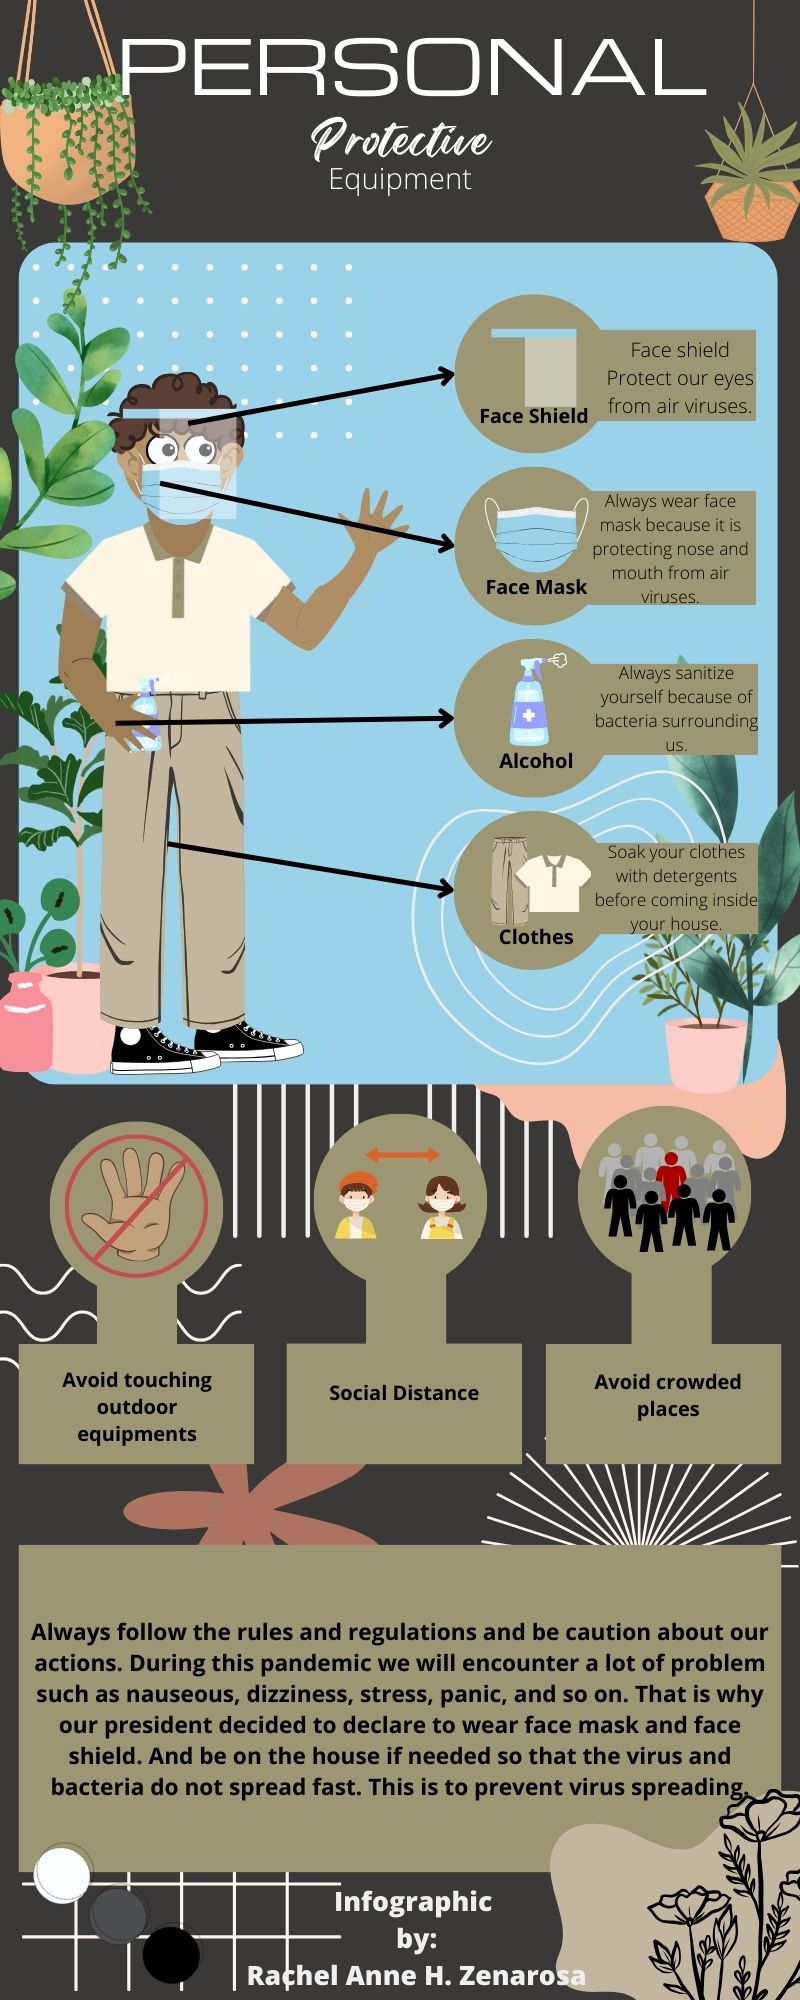 PERSONAL
Protective
Equipment
Face Shield
Face shield
Protect our eyes
from air viruses.
Face Mask
Always wear face
mask because it is
protecting nose and
mouth from air
viruses.
Alcohol
Always sanitize
yourself because of
bacteria surrounding
us.
Clothes
Soak your clothes
with detergents
before coming inside
your house.
Avoid touching
outdoor
equipments
Social Distance
Avoid crowded
places
Always follow the rules and regulations and be caution about our
actions. During this pandemic we will encounter a lot of problem
such as nauseous, dizziness, stress, panic, and so on. That is why
our president decided to declare to wear face mask and face
shield. And be on the house if needed so that the virus and
bacteria do not spread fast. This is to prevent virus spreading.
Infographic
by:
Rachel Anne H. Zenarosa